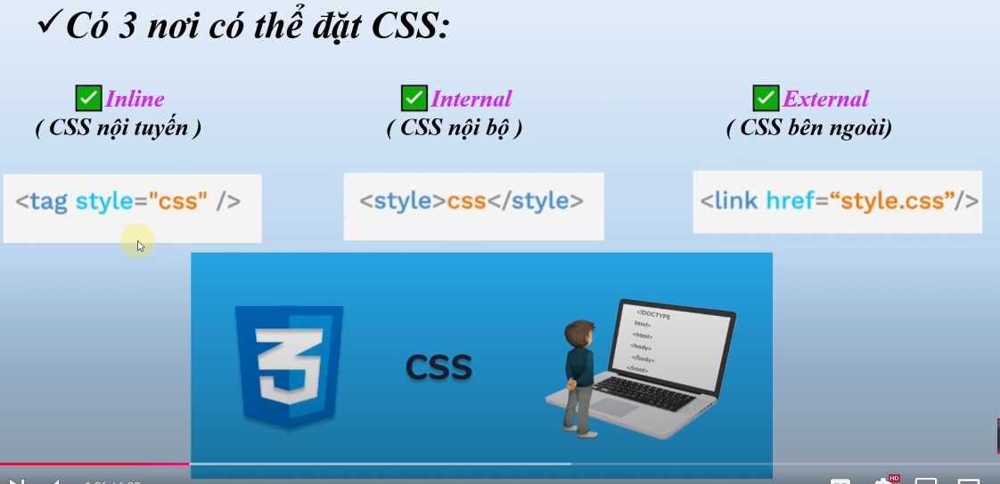 ✓Có 3 nơi có thể đặt CSS:
✅Inline
( CSS nội tuyến )
✅Internal
( CSS nội bộ )
✅External
( CSS bên ngoài)
<tag style="css" />
<style>css</style>
<link href=“style.css”/>
CSS
<!DOCTYPE
html>
<html>
<body>
</body>
</html>
HD